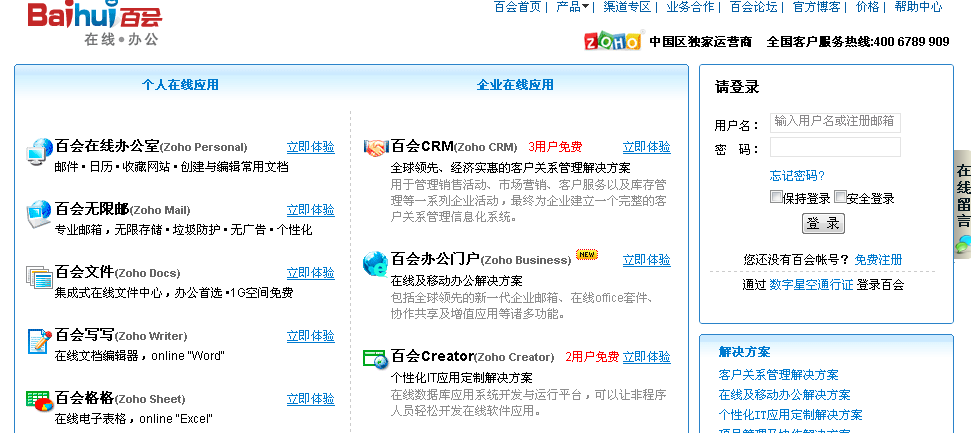 Baihui百会
在线•办公
百会首页 | 产品 | 渠道专区 | 业务合作 | 百会论坛 | 官方博客 | 价格 | 帮助中心
ZOHO 中国区独家运营商 全国客户服务热线:400 6789 909
个人在线应用
百会在线办公室(Zoho Personal) 立即体验
邮件•日历•收藏网站•创建与编辑常用文档
百会无限邮(Zoho Mail) 立即体验
专业邮箱，无限存储•垃圾防护•无广告•个性化
百会文件(Zoho Docs) 立即体验
集成式在线文件中心，办公首选•1G空间免费
百会写写(Zoho Writer) 立即体验
在线文档编辑器，online "Word"
百会格格(Zoho Sheet) 立即体验
在线电子表格，online "Excel"
企业在线应用
百会CRM(Zoho CRM) 3用户免费 立即体验
全球领先、经济实惠的客户关系管理解决方案
用于管理销售活动、市场营销、客户服务以及库存管
理等一系列企业活动，最终为企业建立一个完整的客
户关系管理信息化系统。
百会办公门户(Zoho Business) NEW 立即体验
在线及移动办公解决方案
包括全球领先的新一代企业邮箱、在线office套件、
协作共享及增值应用等诸多功能。
百会Creator(Zoho Creator) 2用户免费 立即体验
个性化IT应用定制解决方案
在线数据库应用系统开发与运行平台，可以让非程序
人员轻松开发在线软件应用。
请登录
用户名： 输入用户名或注册邮箱
密 码：
忘记密码?
保持登录 安全登录
登 录
您还没有百会帐号？ 免费注册
通过 数字星空通行证 登录百会
在线留言
解决方案
客户关系管理解决方案
在线及移动办公解决方案
个性化IT应用定制解决方案
项目管理及协作解决方案